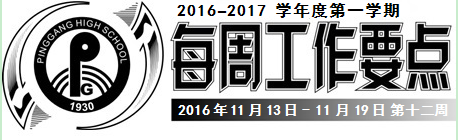 2016-2017 学年度第一学期
PINGGANG HIGH SCHOOL
PG
1930
每周工作要点
2016年11月13日-11月19日 第十二周